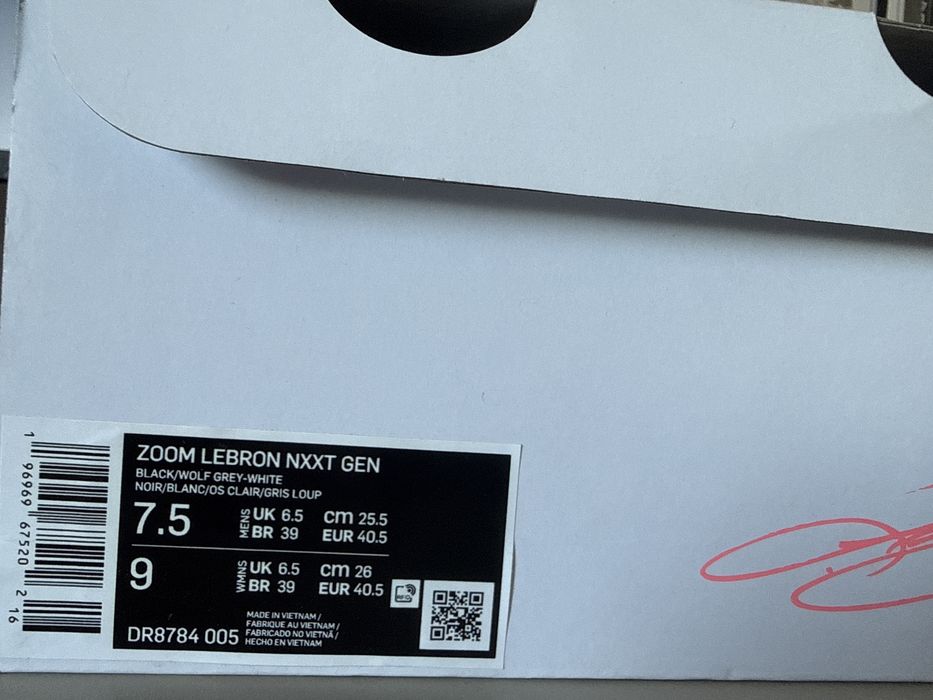 ZOOM LEBRON NXXT GEN
BLACK/WOLF GREY-WHITE
NOIR/BLANC/OS CLAIR/GRIS LOUP
7.5 MENS UK 6.5 cm 25.5
BR 39 EUR 40.5
9 WMNS UK 6.5 cm 26
BR 39 EUR 40.5
RFID
MADE IN VIETNAM /
FABRIQUE AU VIETNAM /
FABRICADO NO VIETNÃ /
HECHO EN VIETNAM
DR8784 005
1 96969 67520 2 16